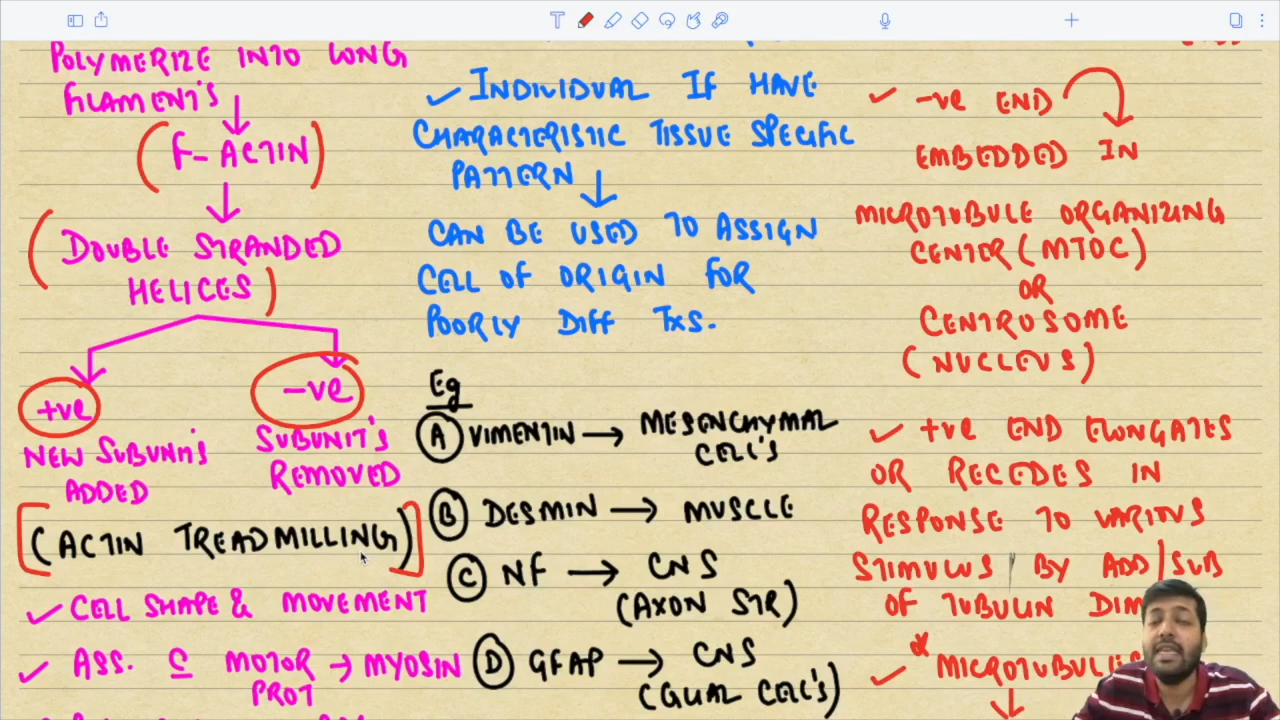 POLYMERIZE INTO LONG
FILAMENT'S
(F-ACTIN)
(DOUBLE STRANDED
HELICES)
+ve
-ve
NEW SUBUNITS
ADDED
SUBUNIT'S
REMOVED
[(ACTIN TREADMILLING)]
✓ CELL SHAPE & MOVEMENT
✓ ASS. C MOTOR → MYOSIN
PROT
✓ INDIVIDUAL IF HAVE
CHARACTERISTIC TISSUE SPECIFIC
PATTERN
CAN BE USED TO ASSIGN
CELL OF ORIGIN FOR
POORLY DIFF TXS.
Eg
(A) VIMENTIN → MESENCHYMAL
CELL'S
(B) DESMIN → MUSCLE
(C) NF → CNS
(AXON STR)
(D) GFAP → CNS
(GLIAL CELL'S)
✓ -ve END
EMBEDDED IN
MICROTUBULE ORGANIZING
CENTER (MTOC)
OR
CENTROSOME
(NUCLEUS)
✓ +ve END ELONGATES
OR RECEDES IN
RESPONSE TO VARIOUS
STIMULUS BY ADD/SUB
OF TUBULIN
✓ * MICROTUBULE